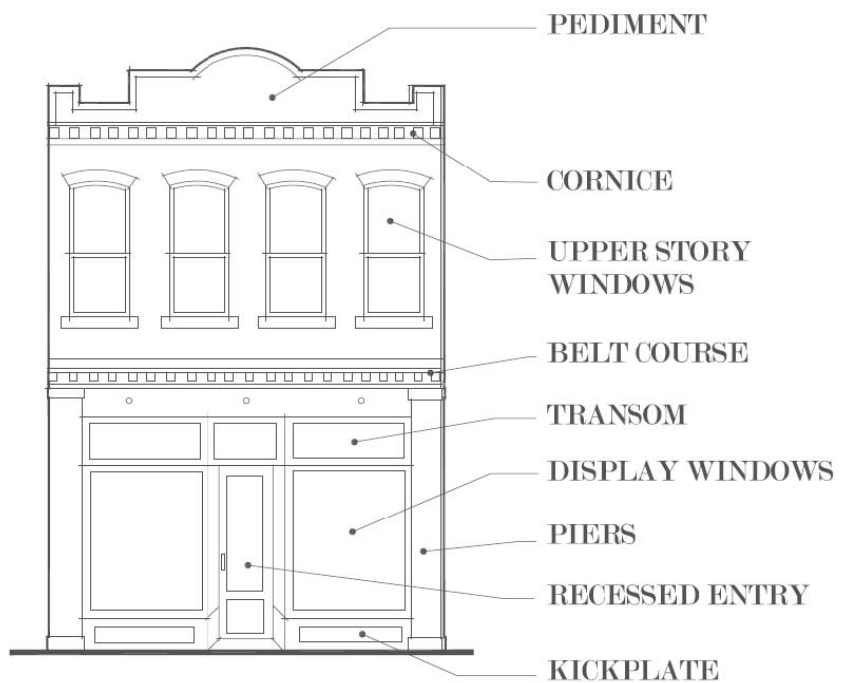 PEDIMENT
CORNICE
UPPER STORY
WINDOWS
BELT COURSE
TRANSOM
DISPLAY WINDOWS
PIERS
RECESSED ENTRY
KICKPLATE